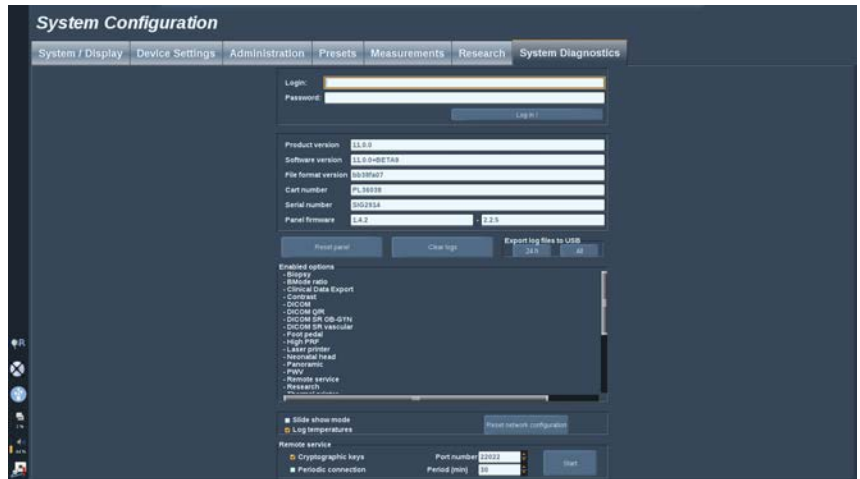 System Configuration
System / Display Device Settings Administration Presets Measurements Research System Diagnostics
Login:
Password:
Log in !
Product version 11.0.0
Software version 11.0.0+BETA9
File format version
Cart number PL36038
Serial number SIG2914
Panel firmware 1.4.2 - 2.2.5
Export log files to USB
Reset panel Clear logs 24 h All
Enabled options
- Biopsy
- BMode ratio
- Clinical Data Export
- Contrast
- DICOM
- DICOM Q/R
- DICOM SR OB-GYN
- DICOM SR vascular
- Foot pedal
- High PRF
- Laser printer
- Neonatal head
- Panoramic
- PWV
- Remote service
- Research
- Thermal printer
Slide show mode
Reset network configuration
Log temperatures
Remote service
Cryptographic keys Port number 22022
Start
Periodic connection Period (min) 30
R